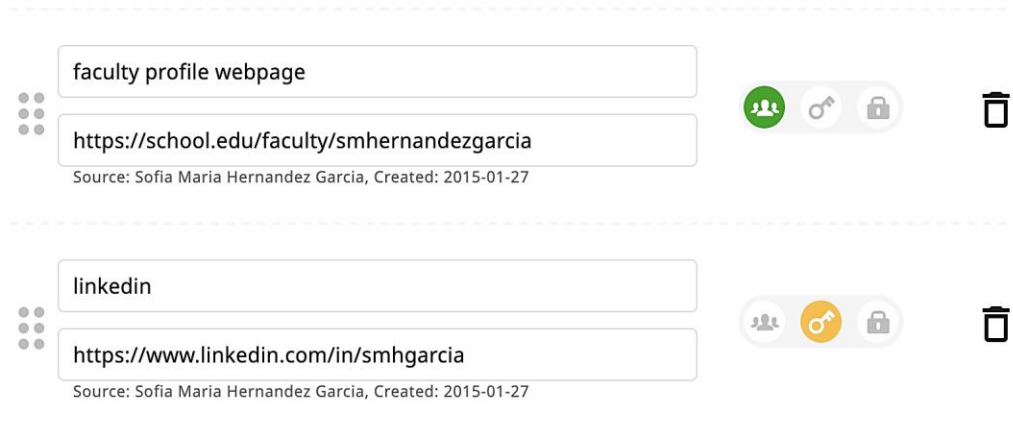 faculty profile webpage
https://school.edu/faculty/smhernandezgarcia
Source: Sofia Maria Hernandez Garcia, Created: 2015-01-27
linkedin
https://www.linkedin.com/in/smhgarcia
Source: Sofia Maria Hernandez Garcia, Created: 2015-01-27